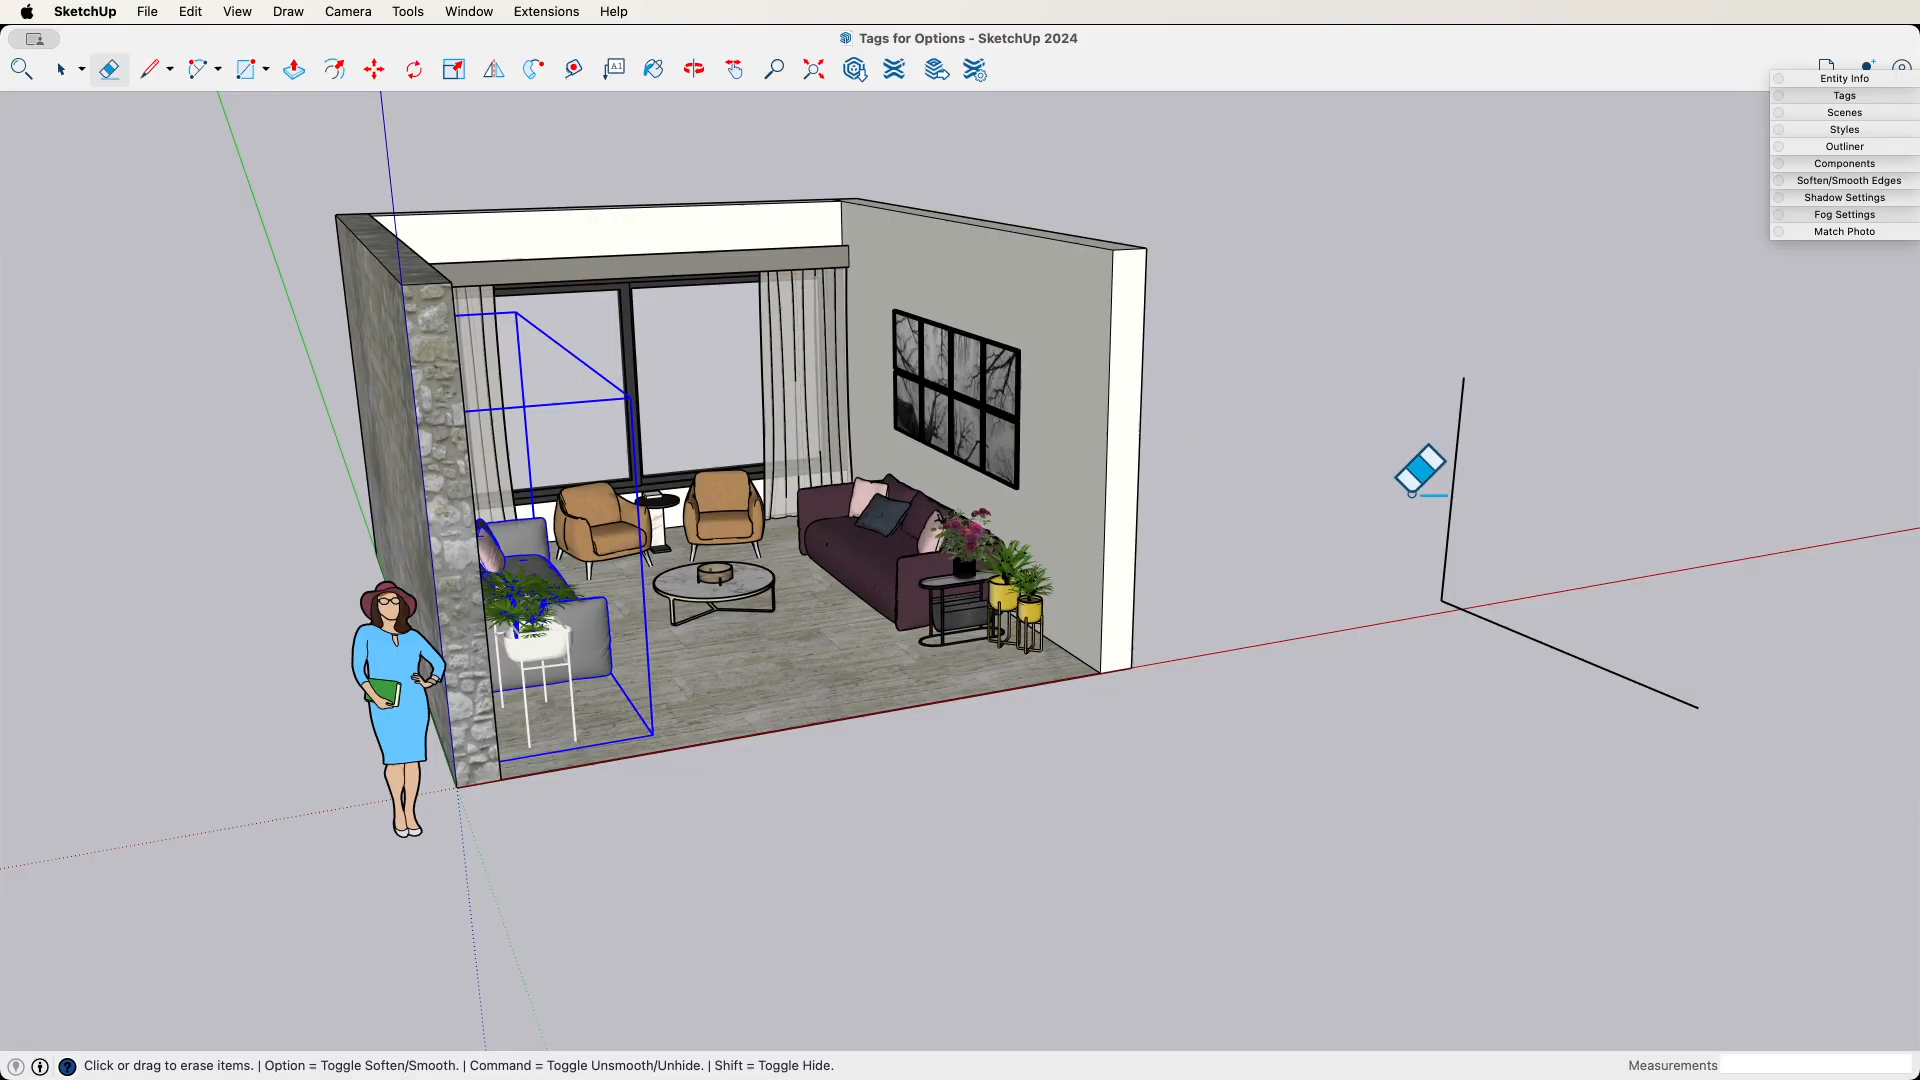 SketchUp File Edit View Draw Camera Tools Window Extensions Help
Tags for Options - SketchUp 2024
A1
Entity Info
Tags
Scenes
Styles
Outliner
Components
Soften/Smooth Edges
Shadow Settings
Fog Settings
Match Photo
Click or drag to erase items. | Option = Toggle Soften/Smooth. | Command = Toggle Unsmooth/Unhide. | Shift = Toggle Hide.
Measurements